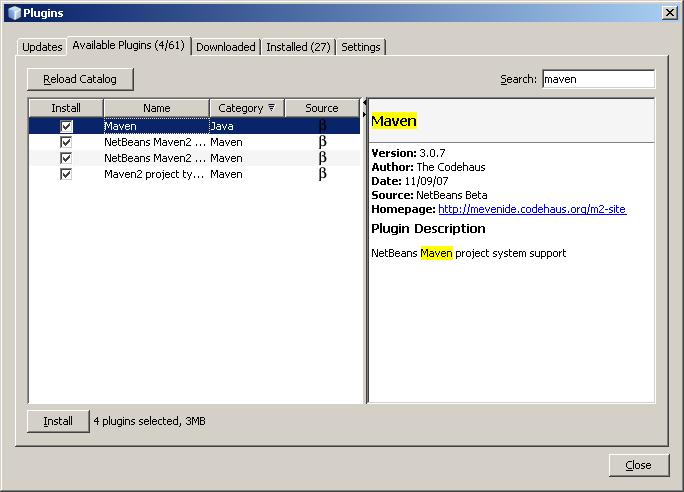 Plugins
Updates Available Plugins (4/61) Downloaded Installed (27) Settings
Reload Catalog Search: maven
Install Name Category Source
Maven Java β
NetBeans Maven2 ... Maven β
NetBeans Maven2 ... Maven β
Maven2 project ty... Maven β
Maven
Version: 3.0.7
Author: The Codehaus
Date: 11/09/07
Source: NetBeans Beta
Homepage: http://mevenide.codehaus.org/m2-site
Plugin Description
NetBeans Maven project system support
Install 4 plugins selected, 3MB
Close